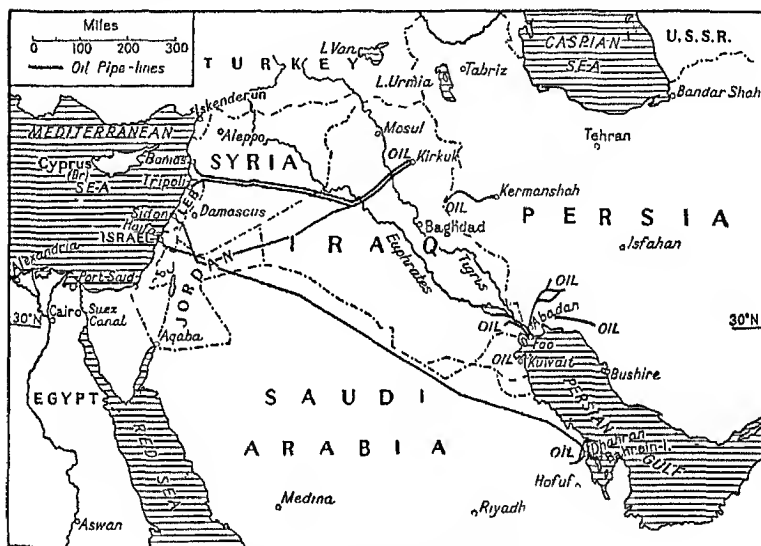 Miles
0 100 200 300
Oil Pipe-lines
TURKEY
L.Van
L.Urmia
Tabriz
CASPIAN
SEA
U.S.S.R.
Bandar Shah
Iskenderun
MEDITERRANEAN
Aleppo
Mosul
Tehran
Cyprus
(Br)
SEA
Banias
SYRIA
OIL
Kirkuk
Tripoli
LEB.
Kermanshah
OIL
Sidon
Damascus
Baghdad
PERSIA
Haifa
ISRAEL
IRAQ
Isfahan
Alexandria
Port-Said
JORDAN
Euphrates
Tigris
OIL
Abadan
OIL
30°N
Cairo
Suez
Canal
OIL
Fao
30°N
Aqaba
OIL
Kuwait
Bushire
EGYPT
SAUDI
ARABIA
PERSIAN
GULF
RED SEA
OIL
Dhahran
Bahrein I.
Hofuf
Medina
Riyadh
Aswan